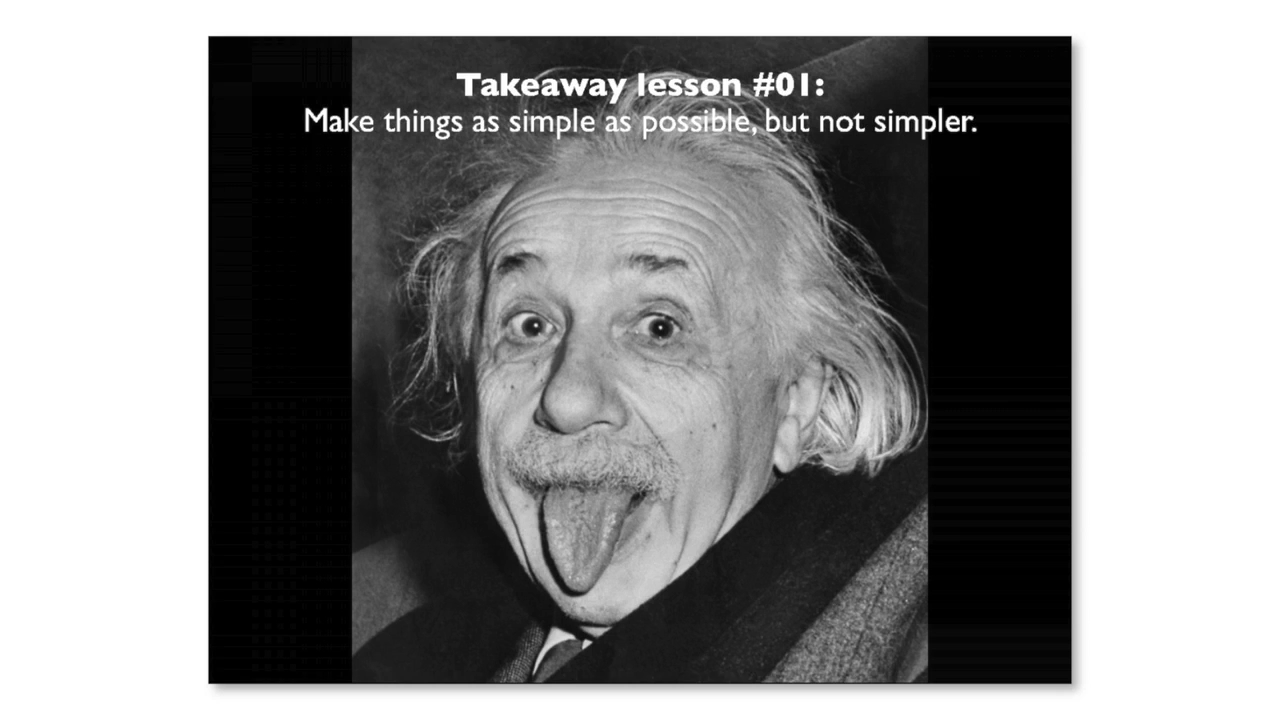 Takeaway lesson #01:
Make things as simple as possible, but not simpler.